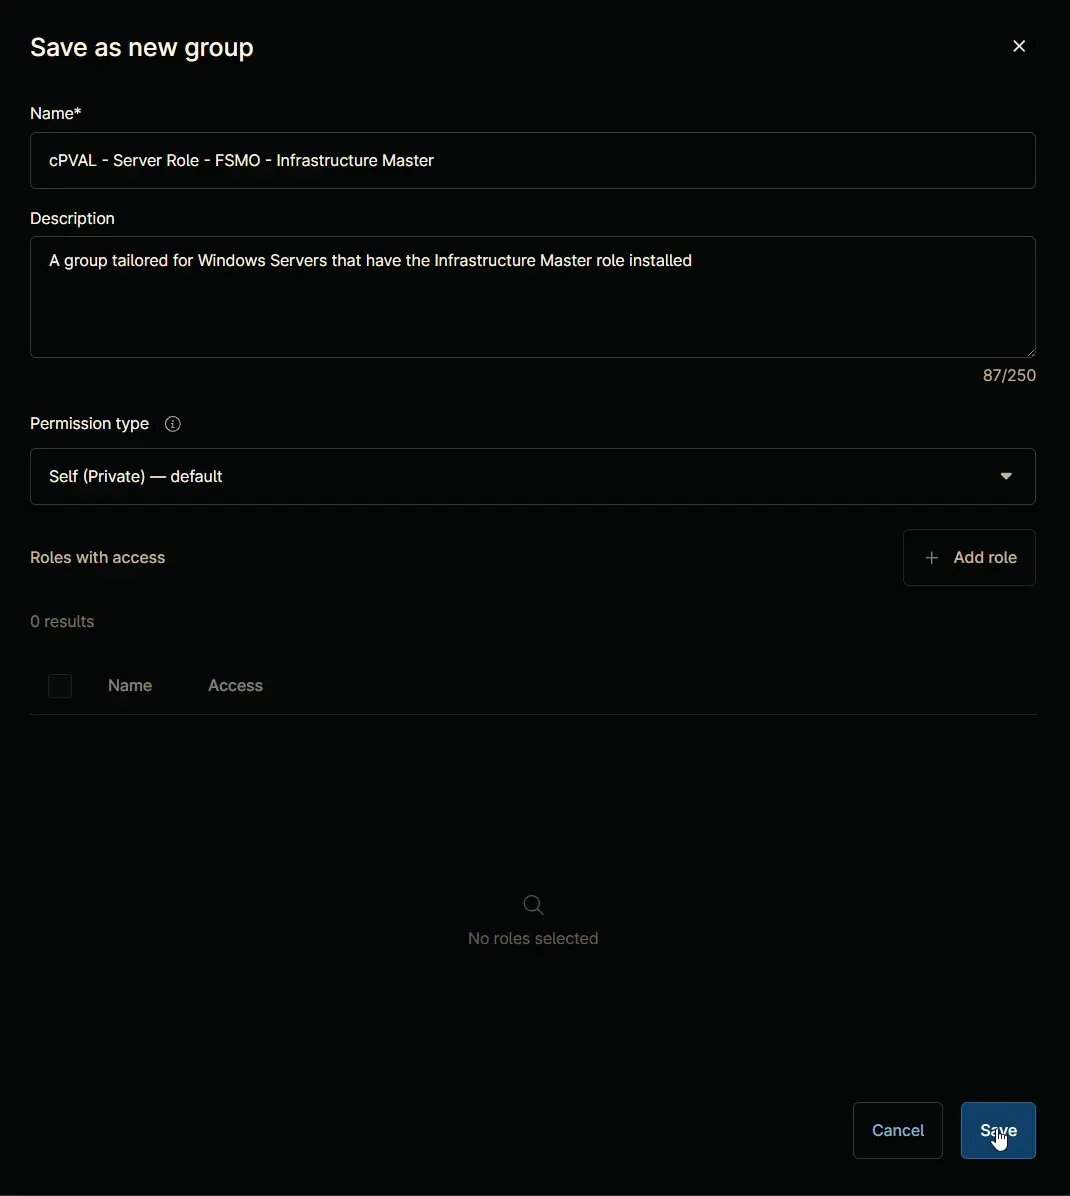 Save as new group
Name*
cPVAL - Server Role - FSMO - Infrastructure Master
Description
A group tailored for Windows Servers that have the Infrastructure Master role installed
87/250
Permission type
Self (Private) — default
Roles with access
Add role
0 results
Name Access
No roles selected
Cancel Save